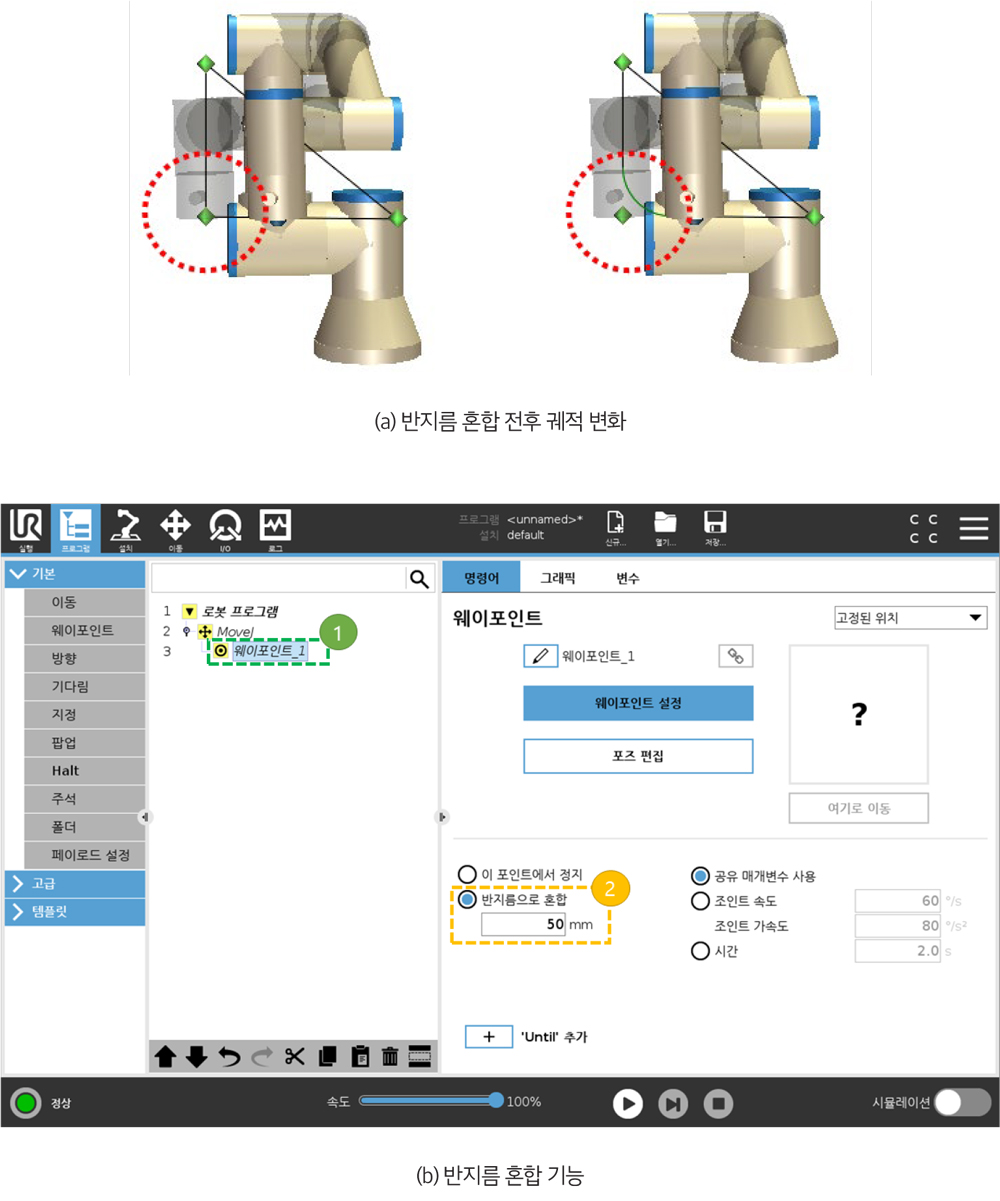 (a) 반지름 혼합 전후 궤적 변화
UR
실행
프로그램
설치
이동
I/O
로그
프로그램 <unnamed>*
설치 default
신규...
열기...
저장...
C C
C C
기본
이동
웨이포인트
방향
기다림
지정
팝업
Halt
주석
폴더
페이로드 설정
고급
템플릿
1 로봇 프로그램
2 MoveJ
3 웨이포인트_1
1
명령어 그래픽 변수
웨이포인트
고정된 위치
웨이포인트_1
웨이포인트 설정
포즈 편집
?
여기로 이동
이 포인트에서 정지
반지름으로 혼합
2
50 mm
공유 매개변수 사용
조인트 속도 60 °/s
조인트 가속도 80 °/s²
시간 2.0 s
+ 'Until' 추가
정상
속도 100%
시뮬레이션
(b) 반지름 혼합 기능